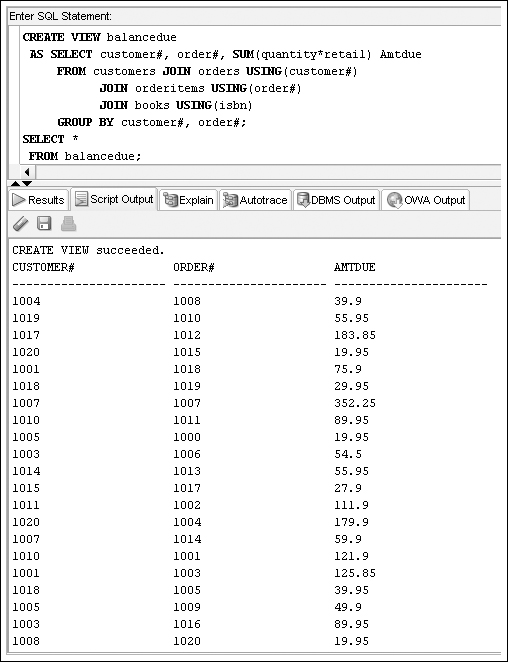 Enter SQL Statement:
CREATE VIEW balancedue
AS SELECT customer#, order#, SUM(quantity*retail) Amtdue
FROM customers JOIN orders USING(customer#)
JOIN orderitems USING(order#)
JOIN books USING(isbn)
GROUP BY customer#, order#;
SELECT *
FROM balancedue;
Results Script Output Explain Autotrace DBMS Output OWA Output
CREATE VIEW succeeded.
CUSTOMER# ORDER# AMTDUE
---------------------- ---------------------- ----------------------
1004 1008 39.9
1019 1010 55.95
1017 1012 183.85
1020 1015 19.95
1001 1018 75.9
1018 1019 29.95
1007 1007 352.25
1010 1011 89.95
1005 1000 19.95
1003 1006 54.5
1014 1013 55.95
1015 1017 27.9
1011 1002 111.9
1020 1004 179.9
1007 1014 59.9
1010 1001 121.9
1001 1003 125.85
1018 1005 39.95
1005 1009 49.9
1003 1016 89.95
1008 1020 19.95